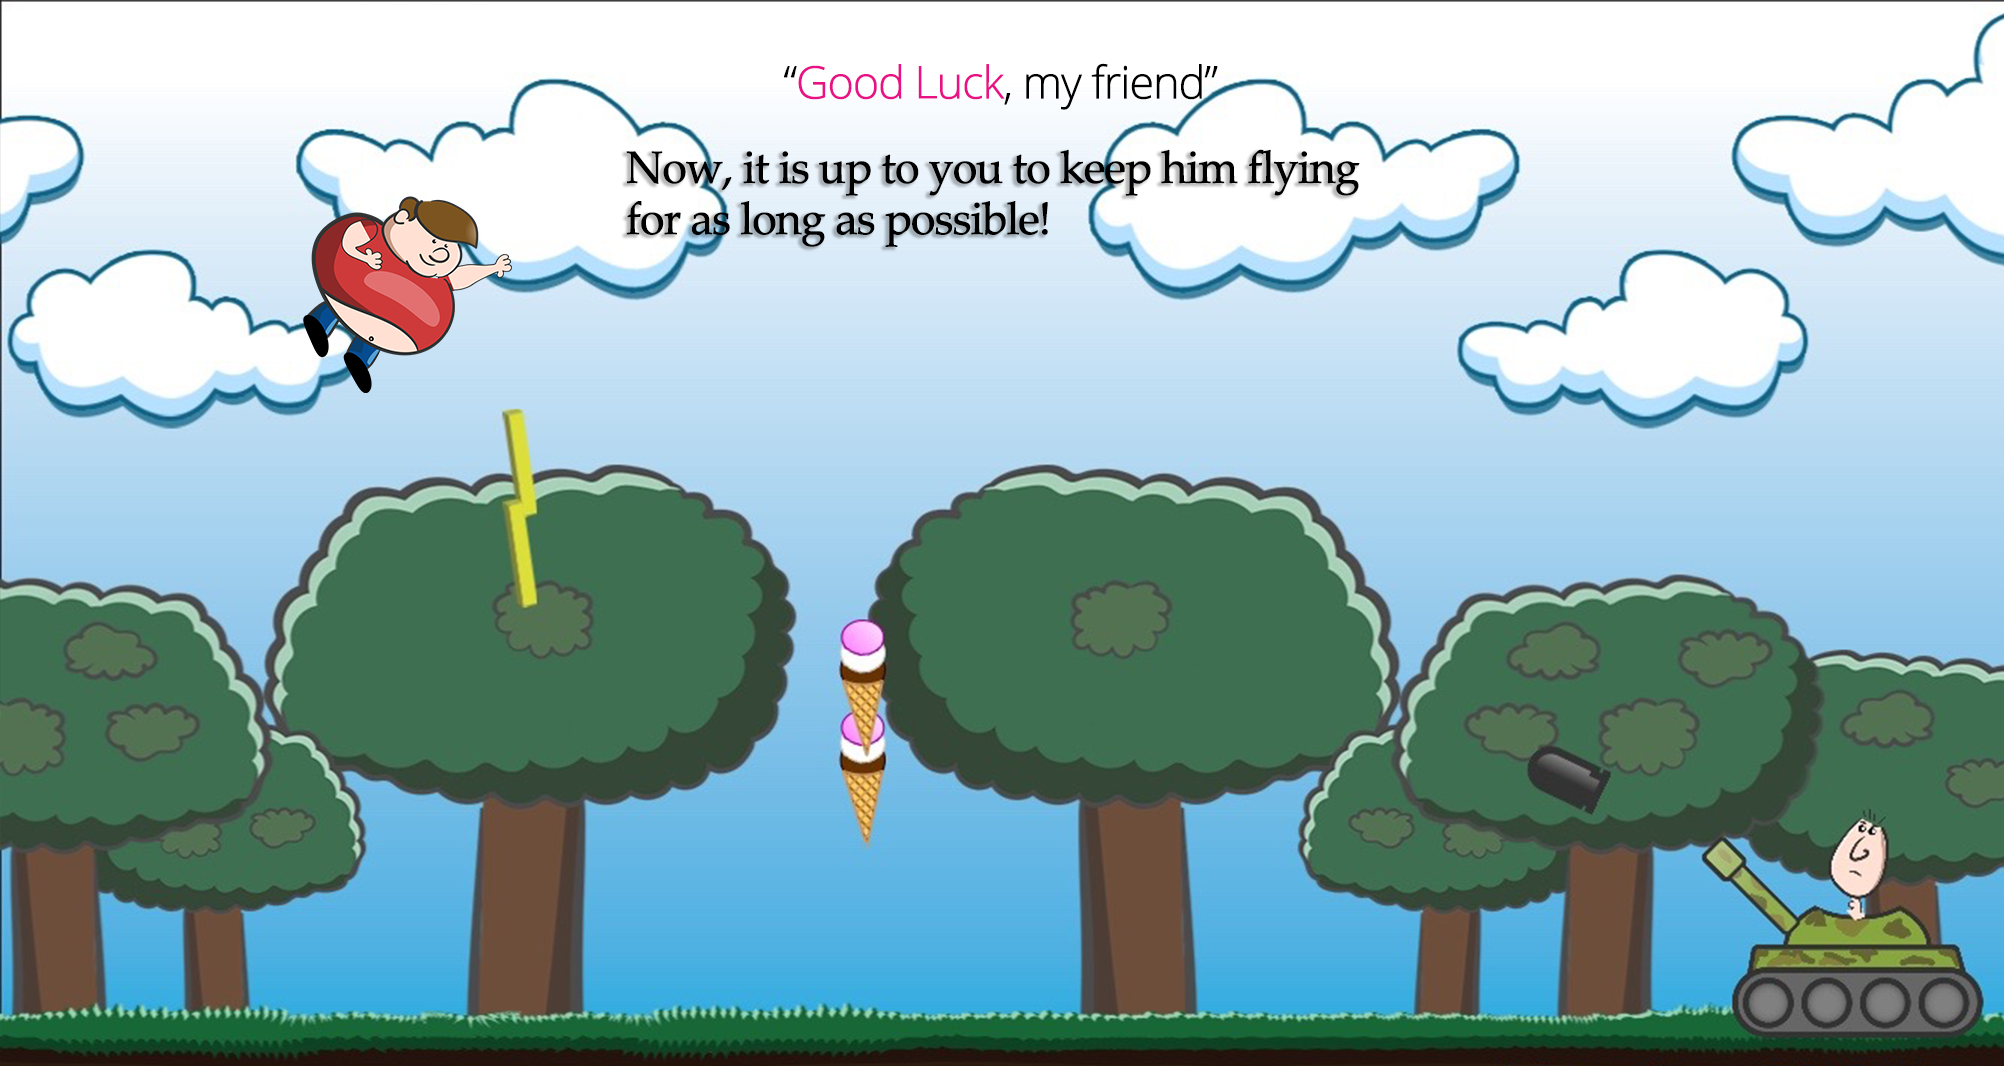 “Good Luck, my friend”
Now, it is up to you to keep him flying
for as long as possible!